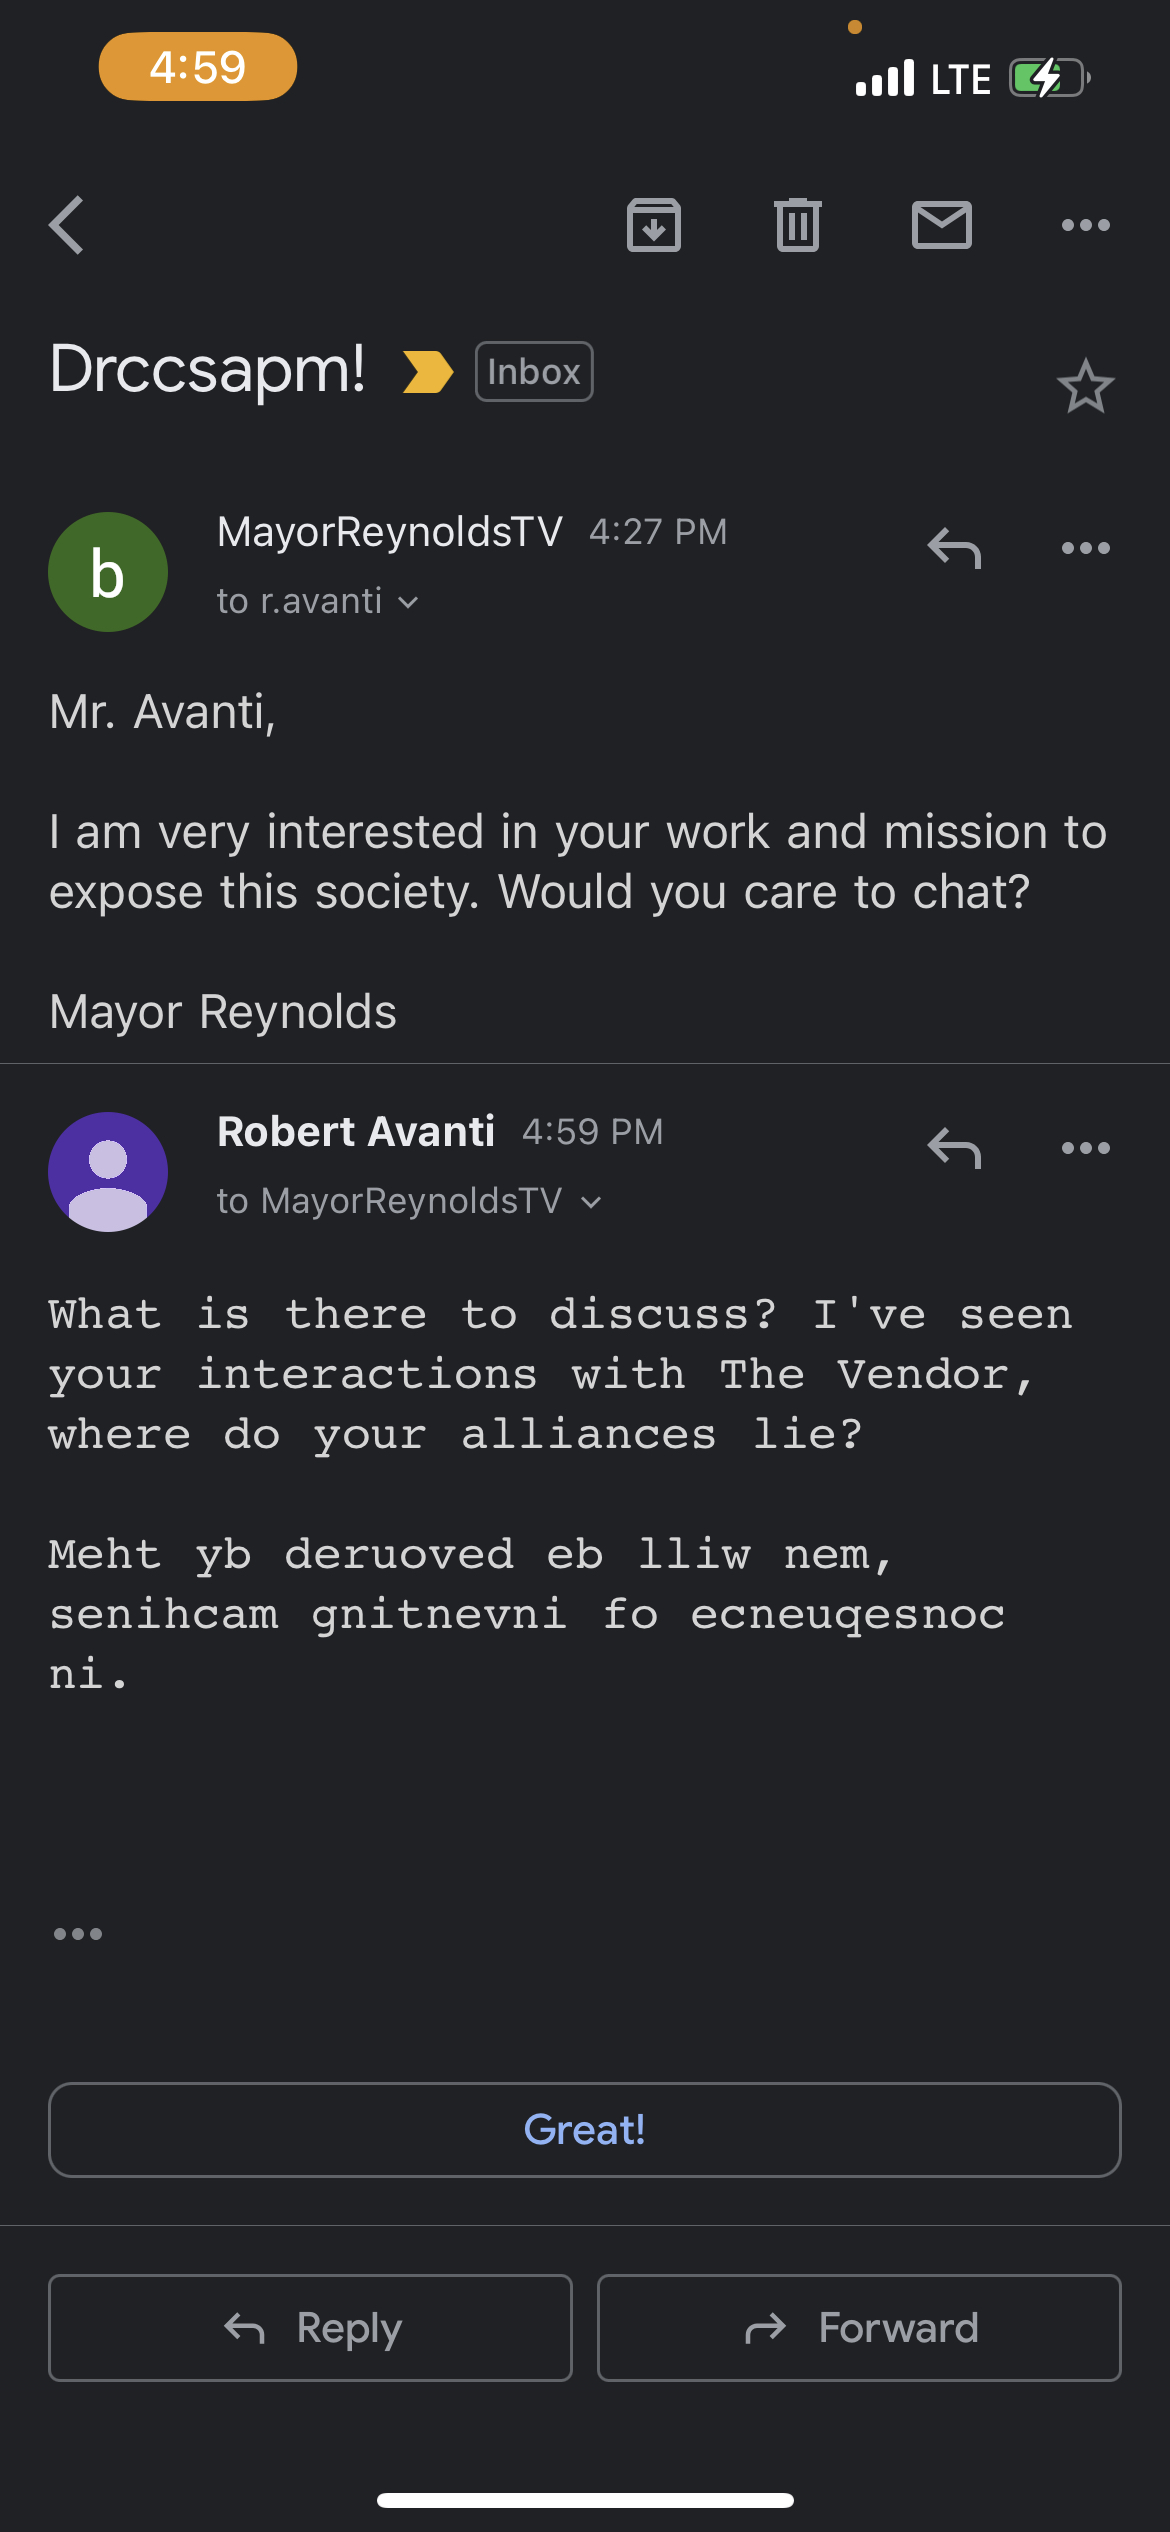 4:59
LTE
Drccsapm!
Inbox
b
MayorReynoldsTV 4:27 PM
to r.avanti
Mr. Avanti,
I am very interested in your work and mission to
expose this society. Would you care to chat?
Mayor Reynolds
Robert Avanti 4:59 PM
to MayorReynoldsTV
What is there to discuss? I've seen
your interactions with The Vendor,
where do your alliances lie?
Meht yb deruoved eb lliw nem,
senihcam gnitnevni fo ecneuqesnoc
ni.
Great!
Reply
Forward